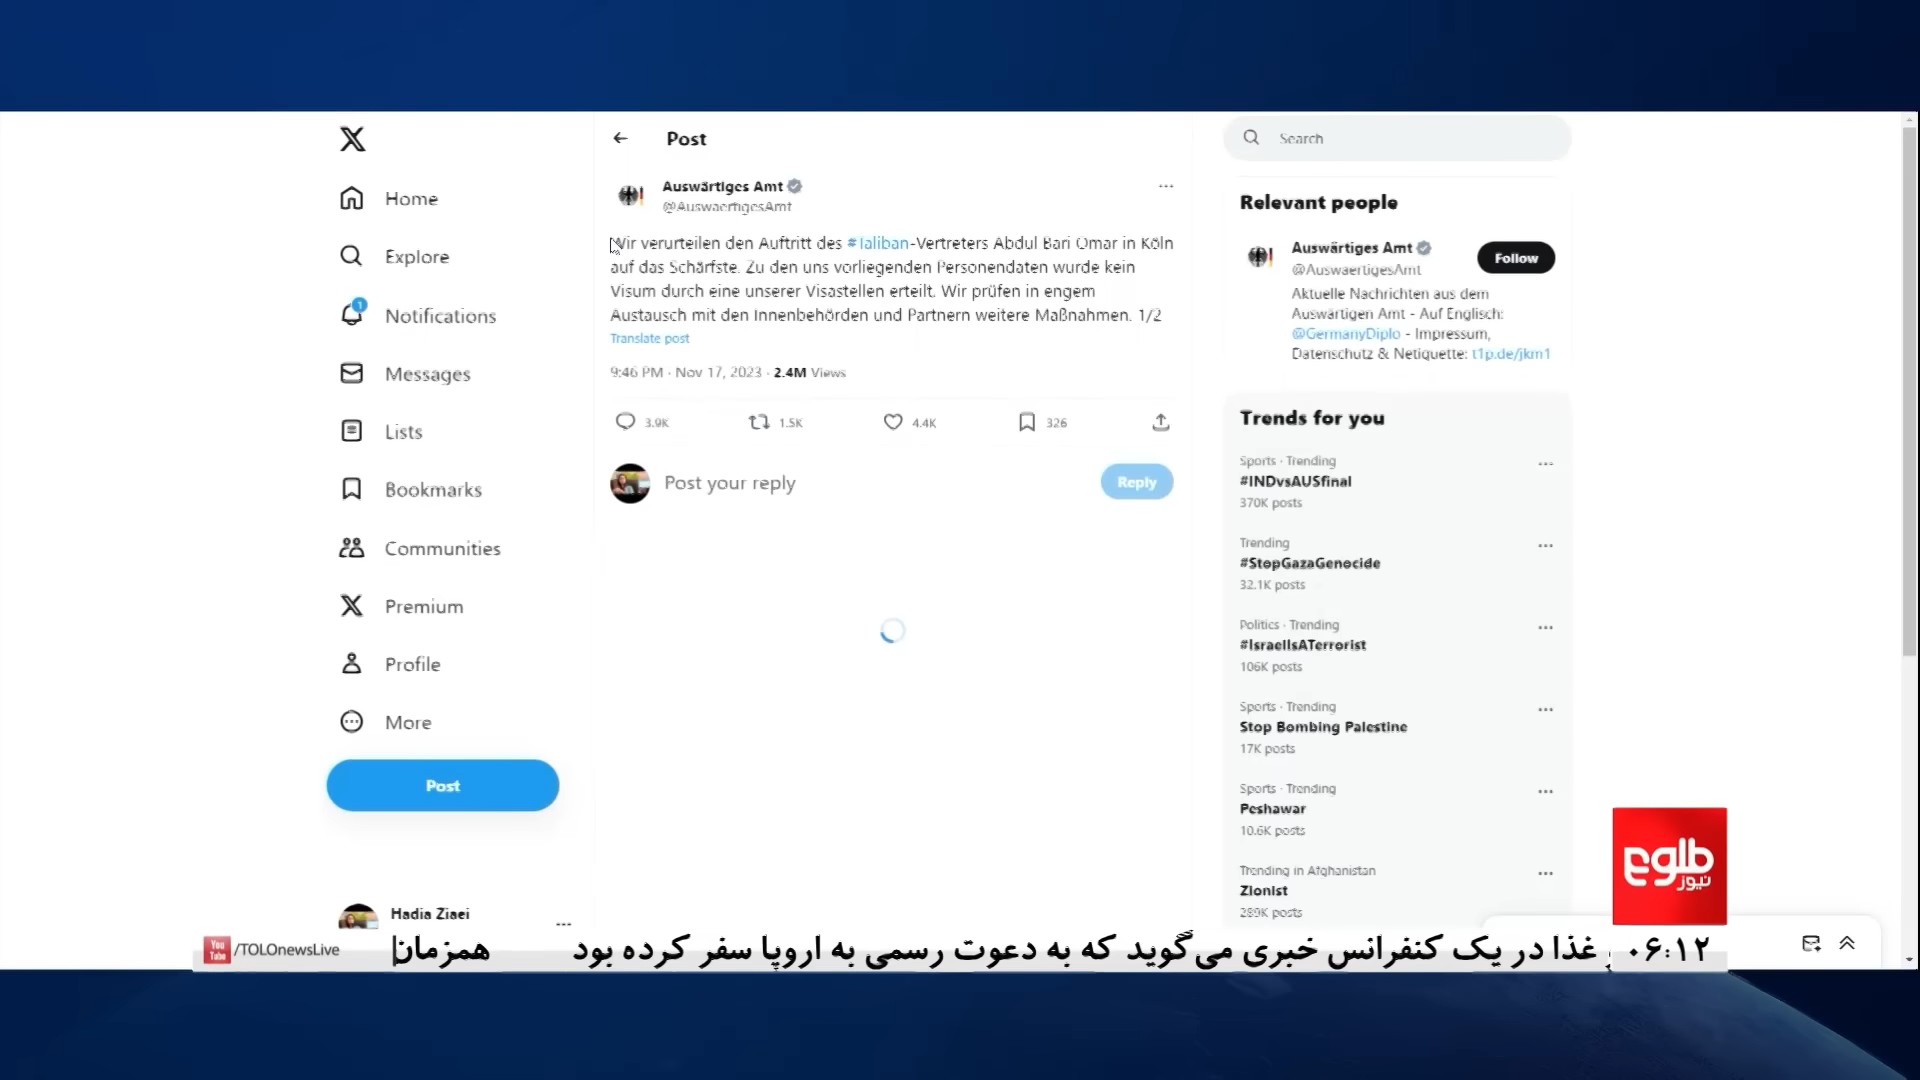 Post
Search
Home
Explore
1
Notifications
Messages
Lists
Bookmarks
Communities
Premium
Profile
More
Post
Hadia Ziaei
Auswärtiges Amt
@AuswaertigesAmt
Wir verurteilen den Auftritt des #Taliban-Vertreters Abdul Bari Omar in Köln
auf das Schärfste. Zu den uns vorliegenden Personendaten wurde kein
Visum durch eine unserer Visastellen erteilt. Wir prüfen in engem
Austausch mit den Innenbehörden und Partnern weitere Maßnahmen. 1/2
Translate post
9:46 PM · Nov 17, 2023 · 2.4M Views
3.9K 1.5K 4.4K 326
Post your reply
Reply
Relevant people
Auswärtiges Amt
@AuswaertigesAmt
Follow
Aktuelle Nachrichten aus dem
Auswärtigen Amt - Auf Englisch:
@GermanyDiplo - Impressum,
Datenschutz & Netiquette: t1p.de/jkm1
Trends for you
Sports · Trending
#INDvsAUSfinal
370K posts
Trending
#StopGazaGenocide
32.1K posts
Politics · Trending
#IsraelIsATerrorist
106K posts
Sports · Trending
Stop Bombing Palestine
17K posts
Sports · Trending
Peshawar
10.6K posts
Trending in Afghanistan
Zionist
289K posts
طلوع
نیوز
You Tube /TOLOnewsLive
۰۶:۱۲
غذا در یک کنفرانس خبری می‌گوید که به دعوت رسمی به اروپا سفر کرده بود همزمان